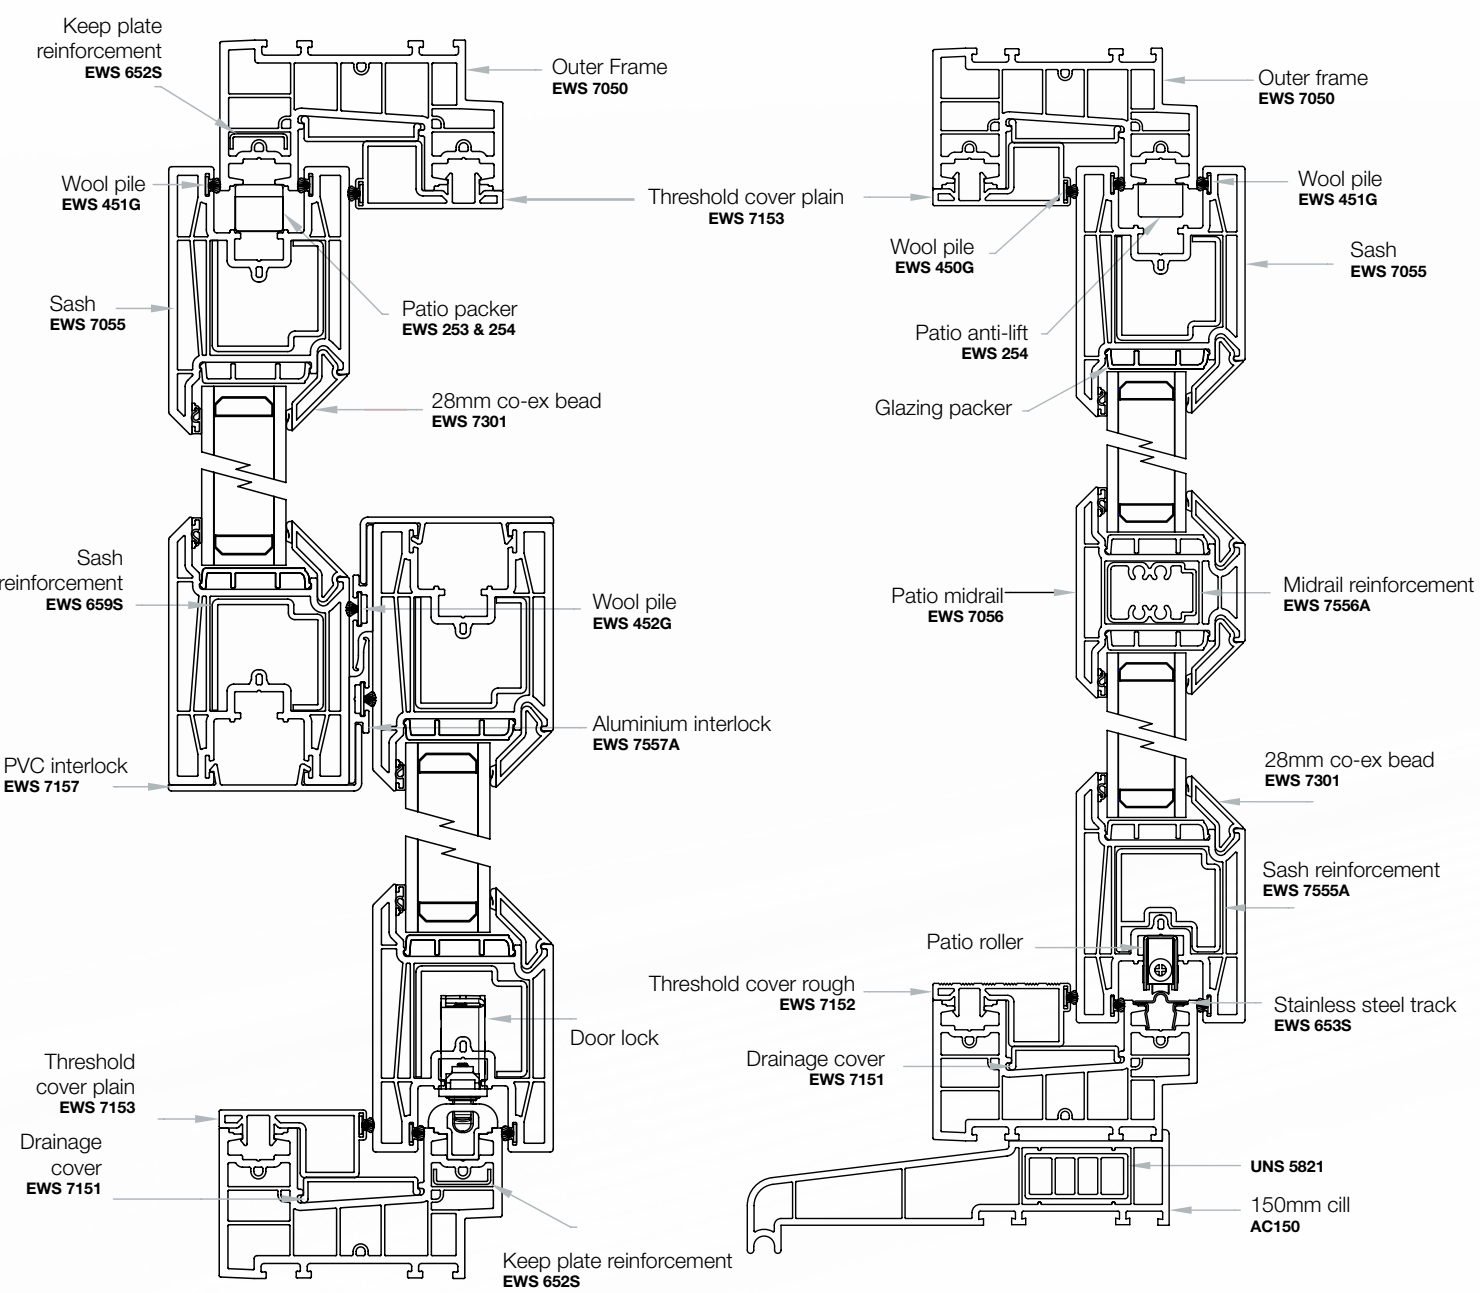 Keep plate
reinforcement
EWS 652S
Outer Frame
EWS 7050
Wool pile
EWS 451G
Threshold cover plain
EWS 7153
Sash
EWS 7055
Patio packer
EWS 253 & 254
28mm co-ex bead
EWS 7301
Sash
reinforcement
EWS 659S
Wool pile
EWS 452G
Aluminium interlock
EWS 7557A
PVC interlock
EWS 7157
Door lock
Threshold
cover plain
EWS 7153
Drainage
cover
EWS 7151
Keep plate reinforcement
EWS 652S
Outer frame
EWS 7050
Wool pile
EWS 451G
Wool pile
EWS 450G
Sash
EWS 7055
Patio anti-lift
EWS 254
Glazing packer
Patio midrail
EWS 7056
Midrail reinforcement
EWS 7556A
28mm co-ex bead
EWS 7301
Sash reinforcement
EWS 7555A
Patio roller
Threshold cover rough
EWS 7152
Stainless steel track
EWS 653S
Drainage cover
EWS 7151
UNS 5821
150mm cill
AC150